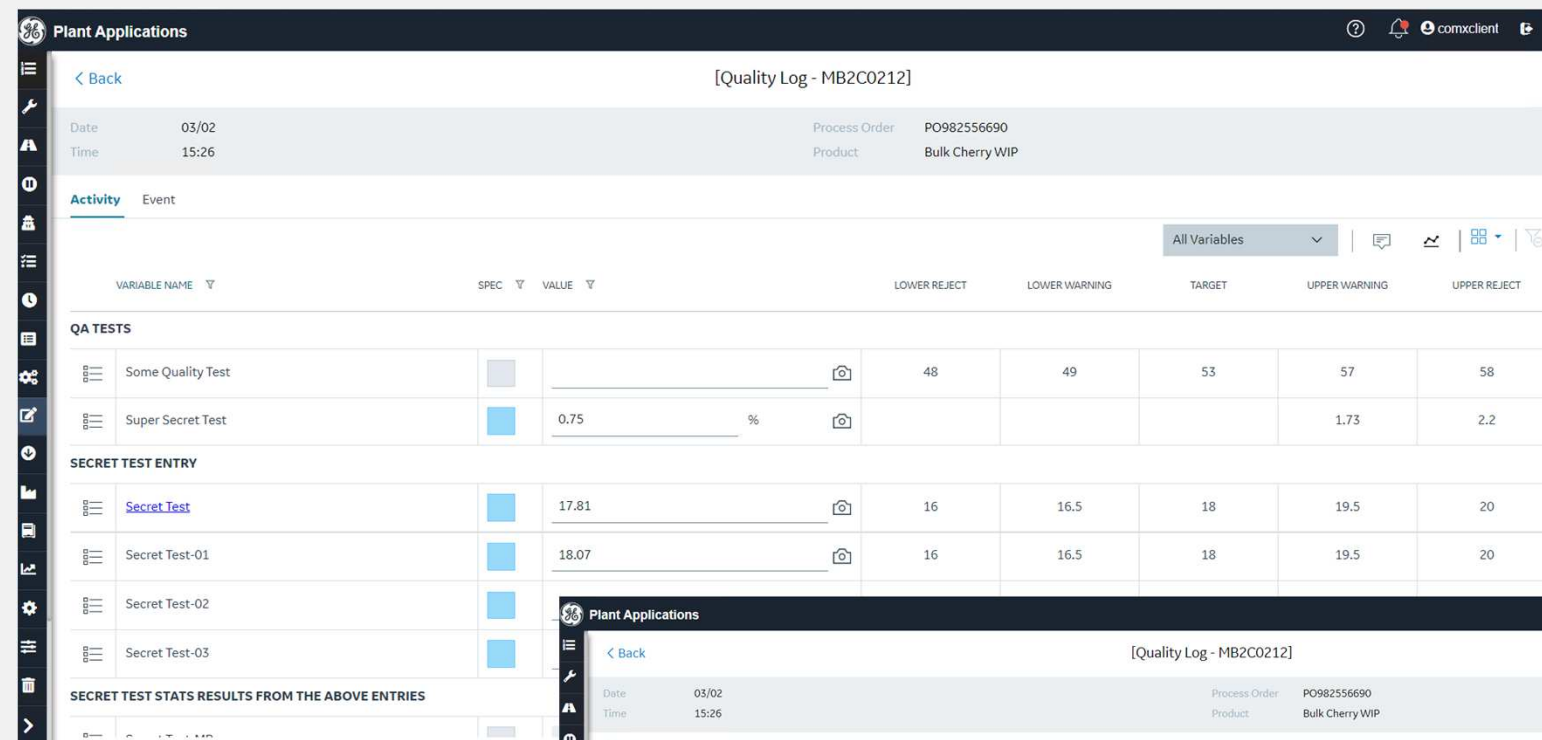 Plant Applications
comxclient
< Back
[Quality Log - MB2C0212]
Date 03/02 Process Order PO982556690
Time 15:26 Product Bulk Cherry WIP
Activity Event
All Variables
VARIABLE NAME SPEC VALUE LOWER REJECT LOWER WARNING TARGET UPPER WARNING UPPER REJECT
QA TESTS
Some Quality Test 48 49 53 57 58
Super Secret Test 0.75 % 1.73 2.2
SECRET TEST ENTRY
Secret Test 17.81 16 16.5 18 19.5 20
Secret Test-01 18.07 16 16.5 18 19.5 20
Secret Test-02
Secret Test-03
SECRET TEST STATS RESULTS FROM THE ABOVE ENTRIES
Plant Applications
< Back
[Quality Log - MB2C0212]
Date 03/02 Process Order PO982556690
Time 15:26 Product Bulk Cherry WIP